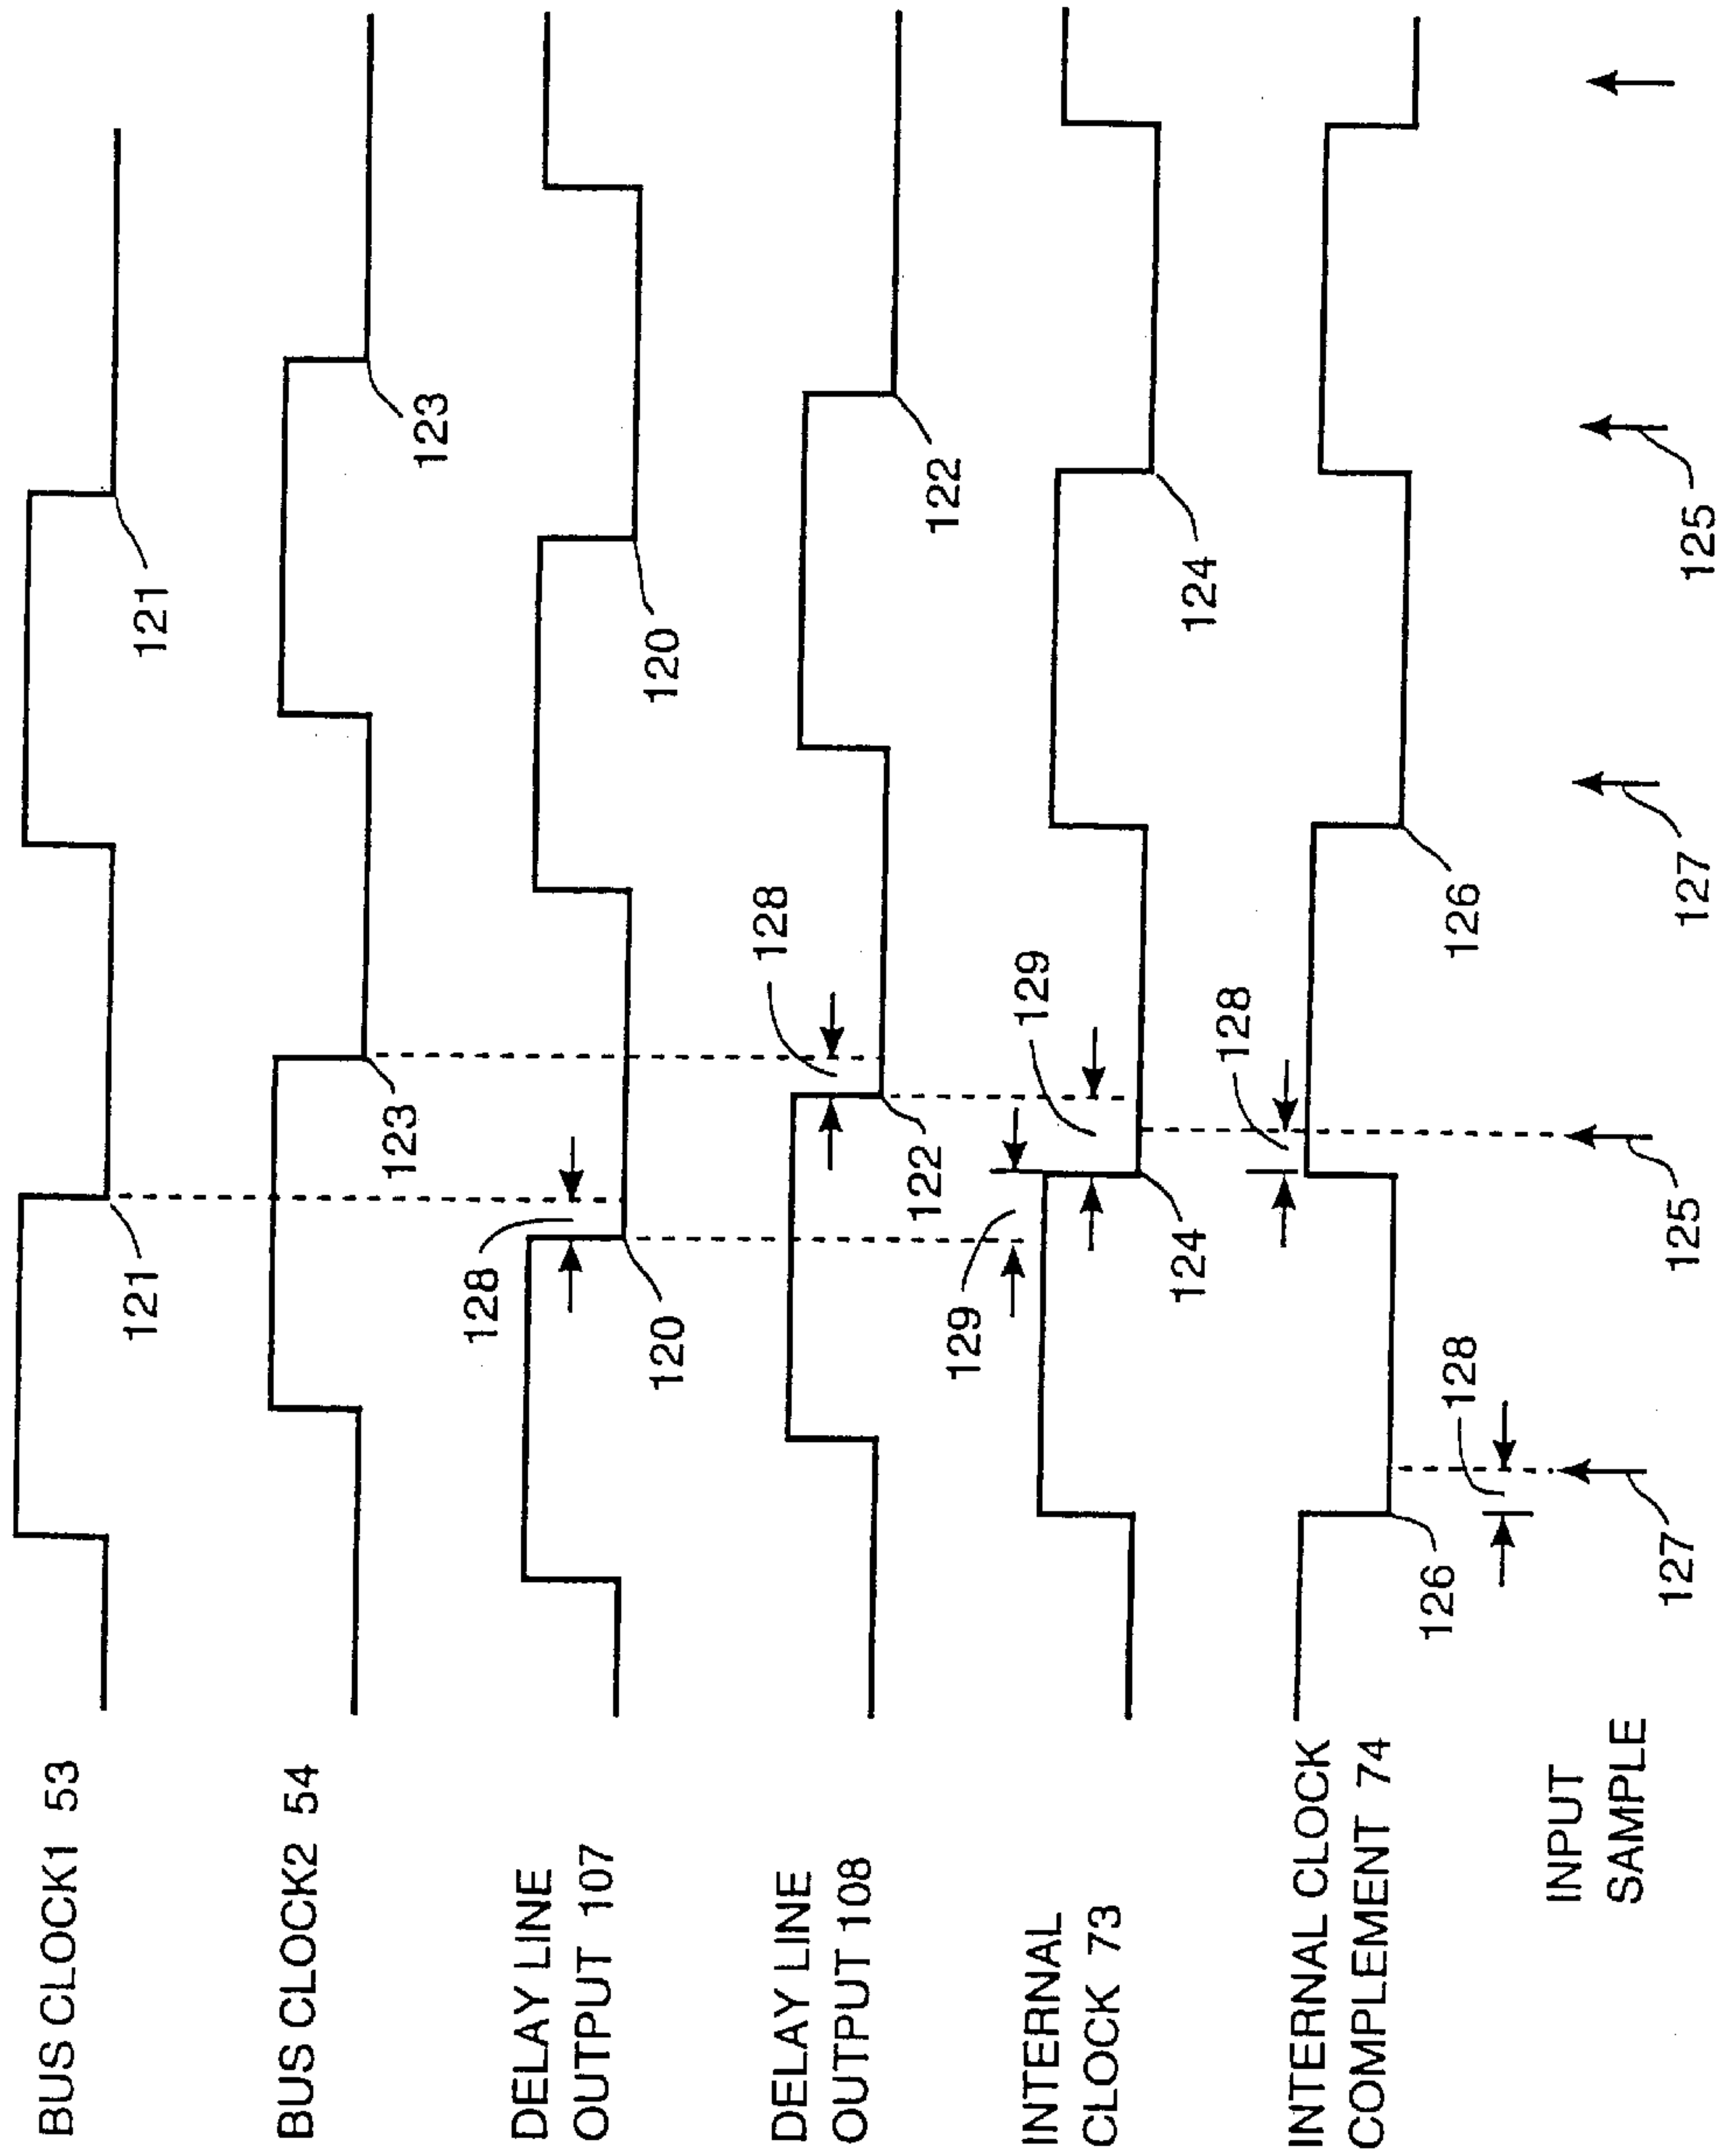 BUS CLOCK1 53
121
121
BUS CLOCK2 54
123
123
DELAY LINE
OUTPUT 107
128
120
120
DELAY LINE
OUTPUT 108
128
122
122
INTERNAL
CLOCK 73
129
129
124
124
INTERNAL CLOCK
COMPLEMENT 74
128
126
126
128
INPUT
SAMPLE
127
125
127
125